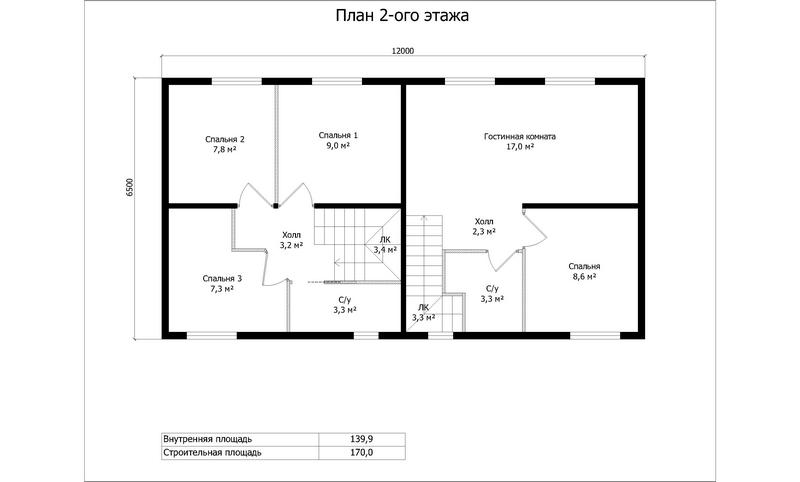 План 2-ого этажа
12000
6500
Спальня 2
7,8 м²
Спальня 1
9,0 м²
Гостинная комната
17,0 м²
Холл
3,2 м²
ЛК
3,4 м²
Холл
2,3 м²
Спальня 3
7,3 м²
Спальня
8,6 м²
С/у
3,3 м²
С/у
3,3 м²
ЛК
3,3 м²
Внутренняя площадь 139,9
Строительная площадь 170,0